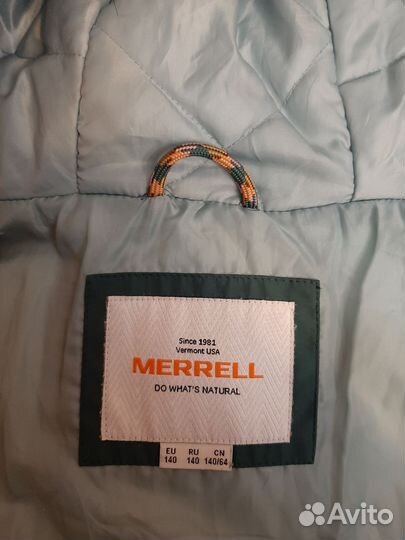 Since 1981
Vermont USA
MERRELL
DO WHAT'S NATURAL
EU RU CN
140 140 140/64
Avito